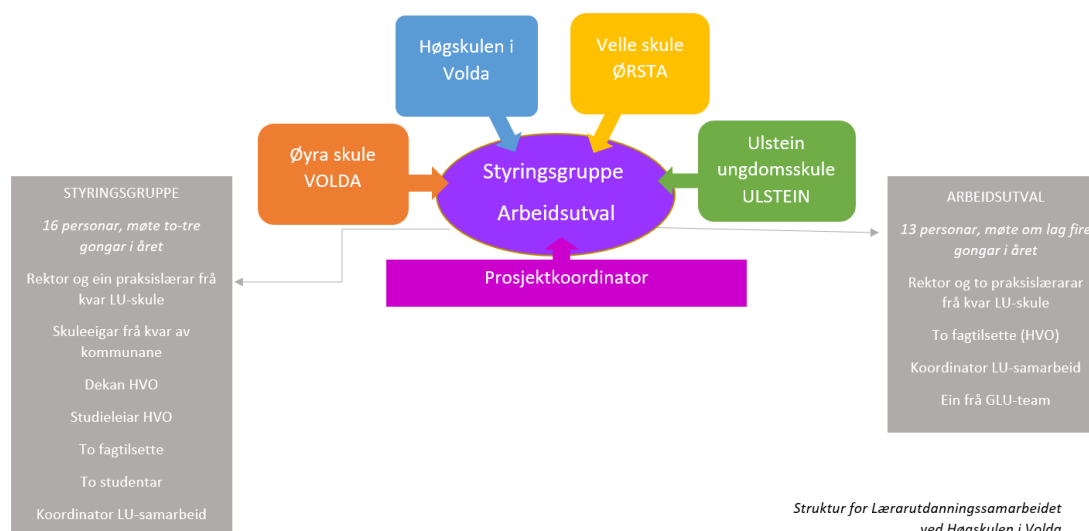 Høgskulen i
Volda
Velle skule
ØRSTA
Øyra skule
VOLDA
Ulstein
ungdomsskule
ULSTEIN
Styringsgruppe
Arbeidsutval
Prosjektkoordinator
STYRINGSGRUPPE
16 personar, møte to-tre
gongar i året
Rektor og ein praksislærar frå
kvar LU-skule
Skuleeigar frå kvar av
kommunane
Dekan HVO
Studieleiar HVO
To fagtilsette
To studentar
Koordinator LU-samarbeid
ARBEIDSUTVAL
13 personar, møte om lag fire
gongar i året
Rektor og to praksislærarar
frå kvar LU-skule
To fagtilsette (HVO)
Koordinator LU-samarbeid
Ein frå GLU-team
Struktur for Lærarutdanningssamarbeidet
ved Høgskulen i Volda